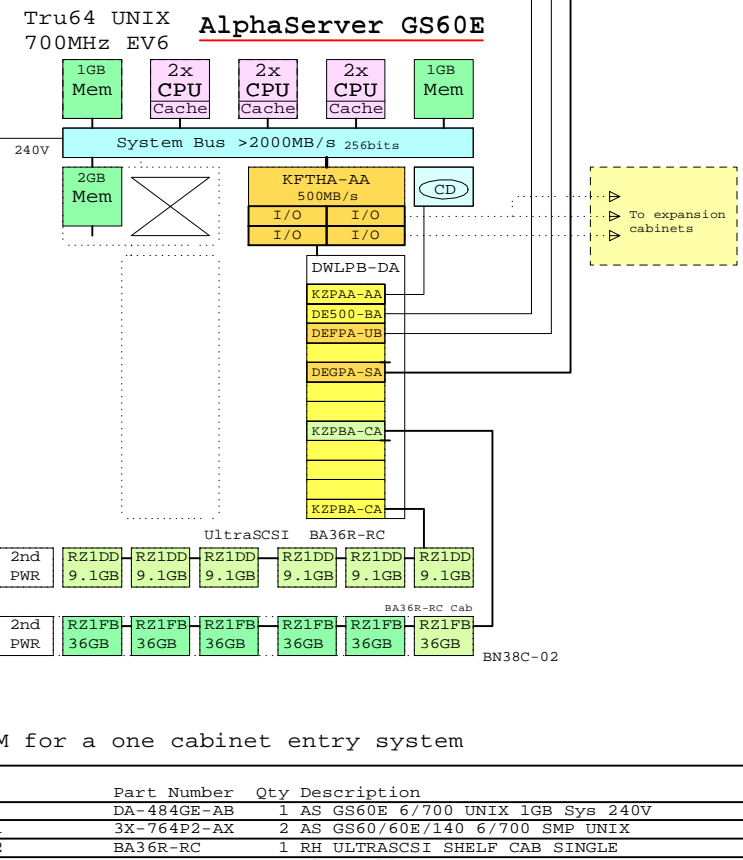 Tru64 UNIX
700MHz EV6
AlphaServer GS60E
1GB
Mem
2x
CPU
Cache
2x
CPU
Cache
2x
CPU
Cache
1GB
Mem
240V
System Bus >2000MB/s 256bits
2GB
Mem
KFTHA-AA
500MB/s
I/O I/O
I/O I/O
CD
To expansion
cabinets
DWLPB-DA
KZPAA-AA
DE500-BA
DEFPA-UB
DEGPA-SA
KZPBA-CA
KZPBA-CA
UltraSCSI BA36R-RC
2nd
PWR
RZ1DD RZ1DD RZ1DD RZ1DD RZ1DD RZ1DD
9.1GB 9.1GB 9.1GB 9.1GB 9.1GB 9.1GB
BA36R-RC Cab
2nd
PWR
RZ1FB RZ1FB RZ1FB RZ1FB RZ1FB RZ1FB
36GB 36GB 36GB 36GB 36GB 36GB
BN38C-02
M for a one cabinet entry system
Part Number Qty Description
DA-484GE-AB 1 AS GS60E 6/700 UNIX 1GB Sys 240V
3X-764P2-AX 2 AS GS60/60E/140 6/700 SMP UNIX
BA36R-RC 1 RH ULTRASCSI SHELF CAB SINGLE